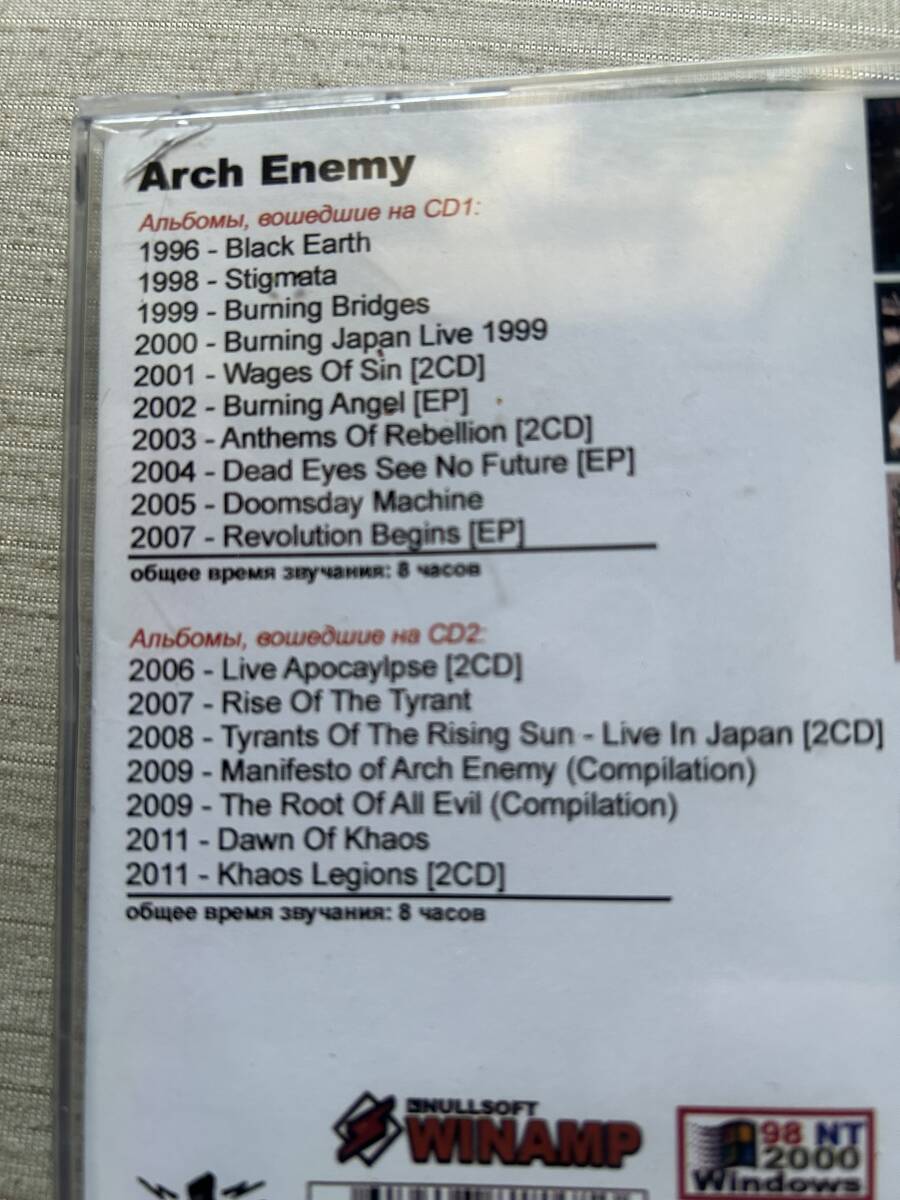 Arch Enemy
Альбомы, вошедшие на CD1:
1996 - Black Earth
1998 - Stigmata
1999 - Burning Bridges
2000 - Burning Japan Live 1999
2001 - Wages Of Sin [2CD]
2002 - Burning Angel [EP]
2003 - Anthems Of Rebellion [2CD]
2004 - Dead Eyes See No Future [EP]
2005 - Doomsday Machine
2007 - Revolution Begins [EP]
общее время звучания: 8 часов
Альбомы, вошедшие на CD2:
2006 - Live Apocaylpse [2CD]
2007 - Rise Of The Tyrant
2008 - Tyrants Of The Rising Sun - Live In Japan [2CD]
2009 - Manifesto of Arch Enemy (Compilation)
2009 - The Root Of All Evil (Compilation)
2011 - Dawn Of Khaos
2011 - Khaos Legions [2CD]
общее время звучания: 8 часов
NULLSOFT
WINAMP
98 NT
2000
Windows